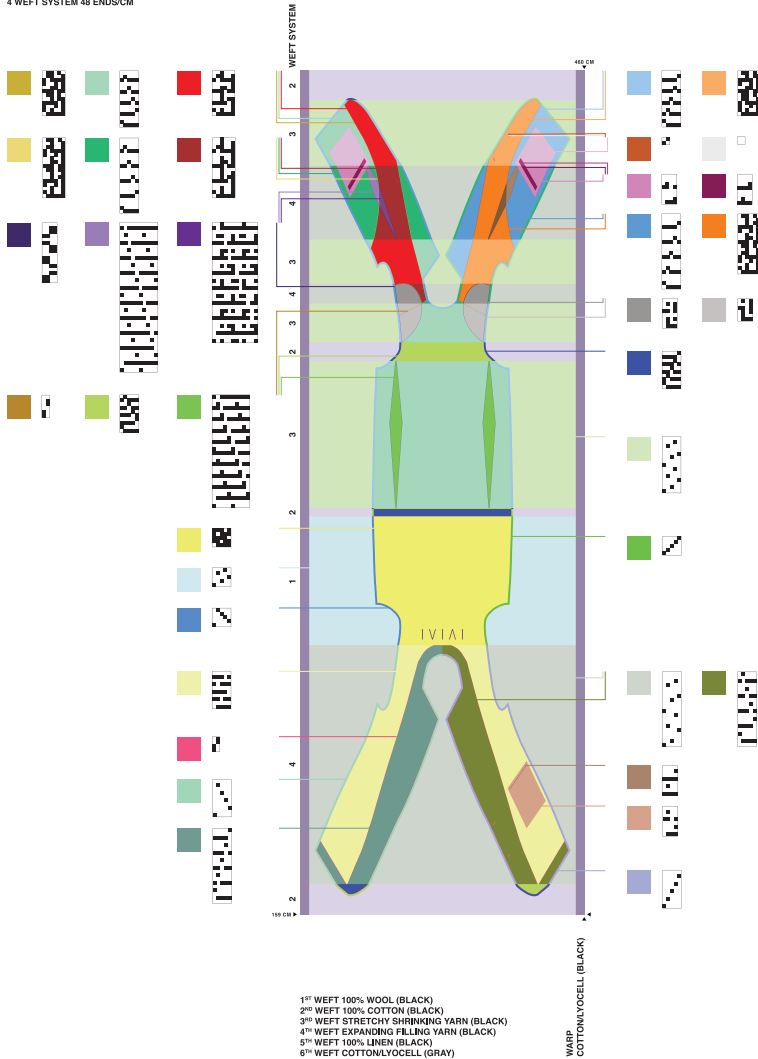 4 WEFT SYSTEM 48 ENDS/CM
WEFT SYSTEM
460 CM
2
3
4
3
4
3
2
3
2
1
4
2
159 CM
IVIVI
1ST WEFT 100% WOOL (BLACK)
2ND WEFT 100% COTTON (BLACK)
3RD WEFT STRETCHY SHRINKING YARN (BLACK)
4TH WEFT EXPANDING FILLING YARN (BLACK)
5TH WEFT 100% LINEN (BLACK)
6TH WEFT COTTON/LYOCELL (GRAY)
WARP
COTTON/LYOCELL (BLACK)